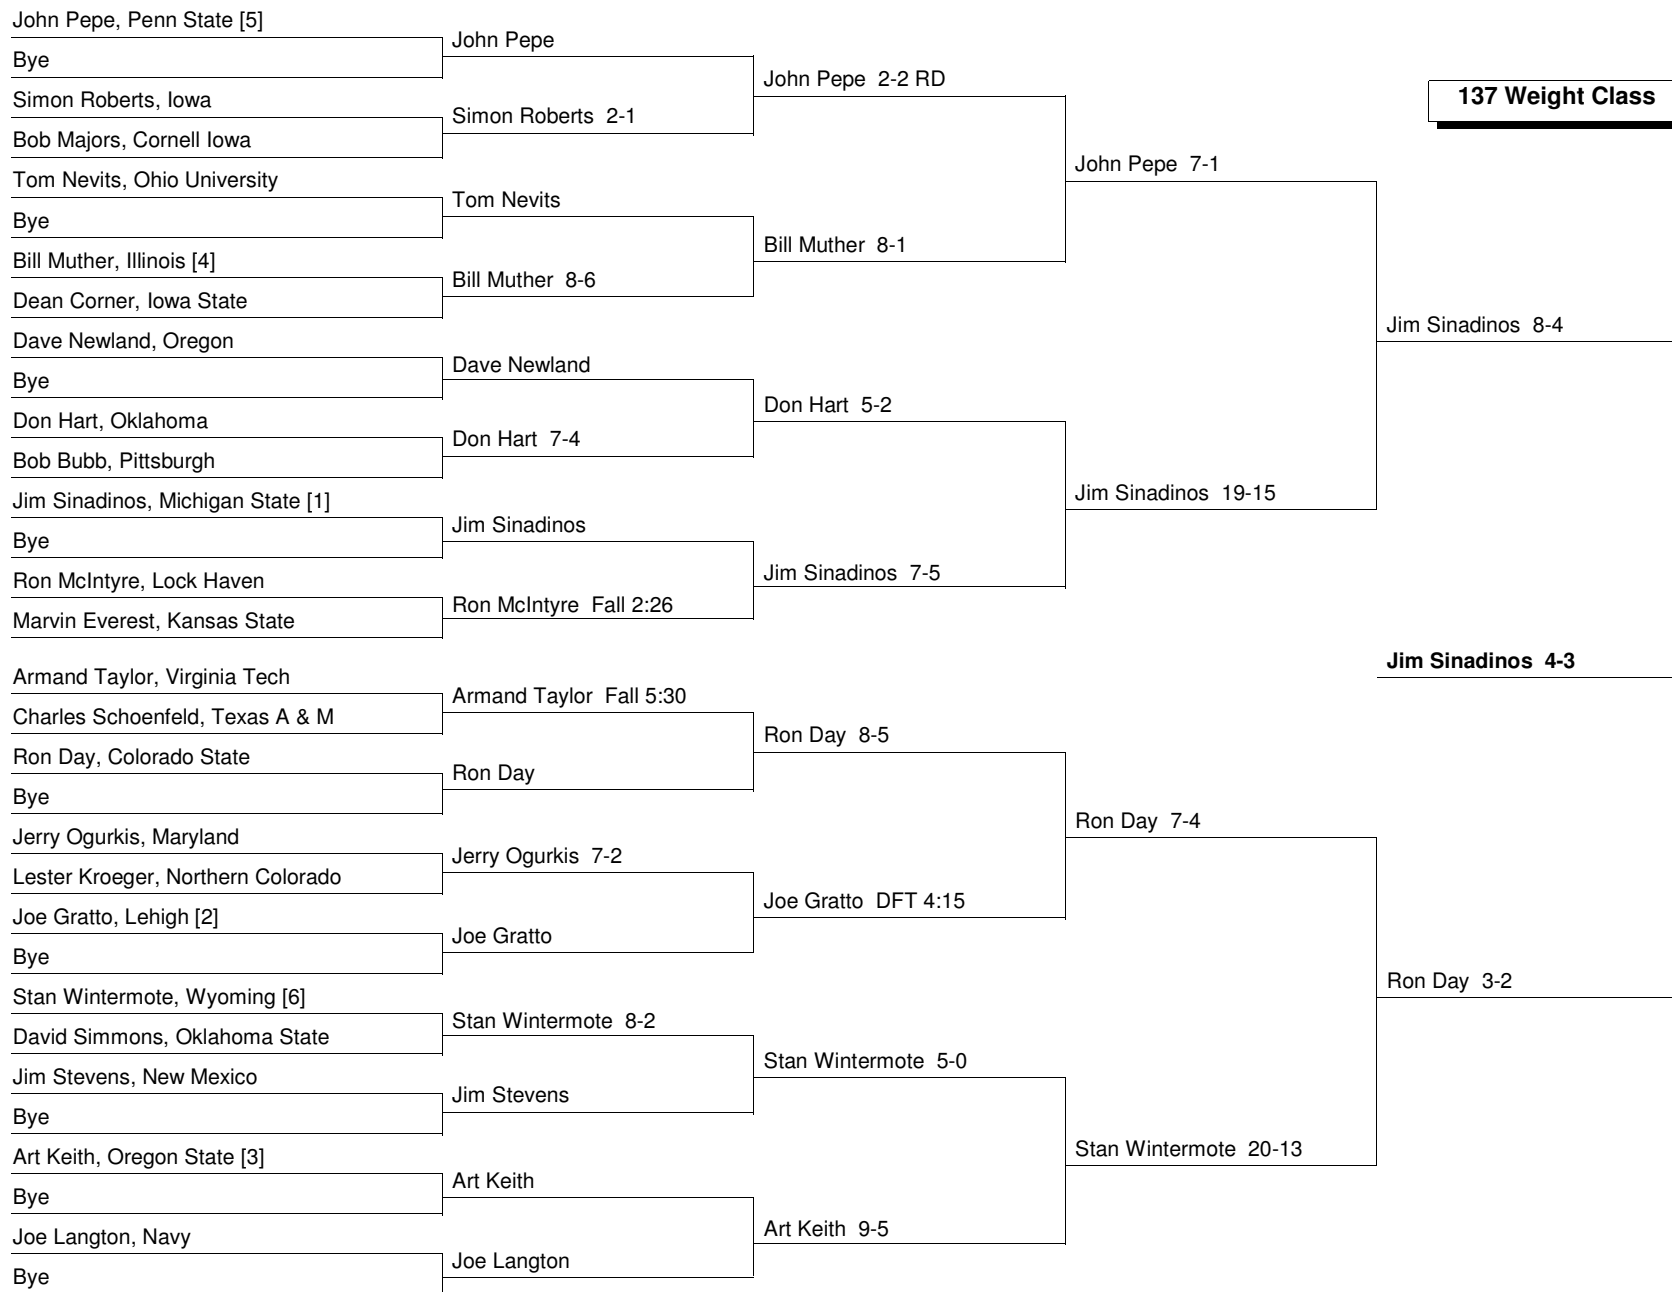 John Pepe, Penn State [5]
Bye
Simon Roberts, Iowa
Bob Majors, Cornell Iowa
Tom Nevits, Ohio University
Bye
Bill Muther, Illinois [4]
Dean Corner, Iowa State
Dave Newland, Oregon
Bye
Don Hart, Oklahoma
Bob Bubb, Pittsburgh
Jim Sinadinos, Michigan State [1]
Bye
Ron McIntyre, Lock Haven
Marvin Everest, Kansas State
Armand Taylor, Virginia Tech
Charles Schoenfeld, Texas A & M
Ron Day, Colorado State
Bye
Jerry Ogurkis, Maryland
Lester Kroeger, Northern Colorado
Joe Gratto, Lehigh [2]
Bye
Stan Wintermote, Wyoming [6]
David Simmons, Oklahoma State
Jim Stevens, New Mexico
Bye
Art Keith, Oregon State [3]
Bye
Joe Langton, Navy
Bye
John Pepe
Simon Roberts 2-1
Tom Nevits
Bill Muther 8-6
Dave Newland
Don Hart 7-4
Jim Sinadinos
Ron McIntyre Fall 2:26
Armand Taylor Fall 5:30
Ron Day
Jerry Ogurkis 7-2
Joe Gratto
Stan Wintermote 8-2
Jim Stevens
Art Keith
Joe Langton
John Pepe 2-2 RD
Bill Muther 8-1
Don Hart 5-2
Jim Sinadinos 7-5
Ron Day 8-5
Joe Gratto DFT 4:15
Stan Wintermote 5-0
Art Keith 9-5
John Pepe 7-1
Jim Sinadinos 19-15
Ron Day 7-4
Stan Wintermote 20-13
137 Weight Class
Jim Sinadinos 8-4
Jim Sinadinos 4-3
Ron Day 3-2